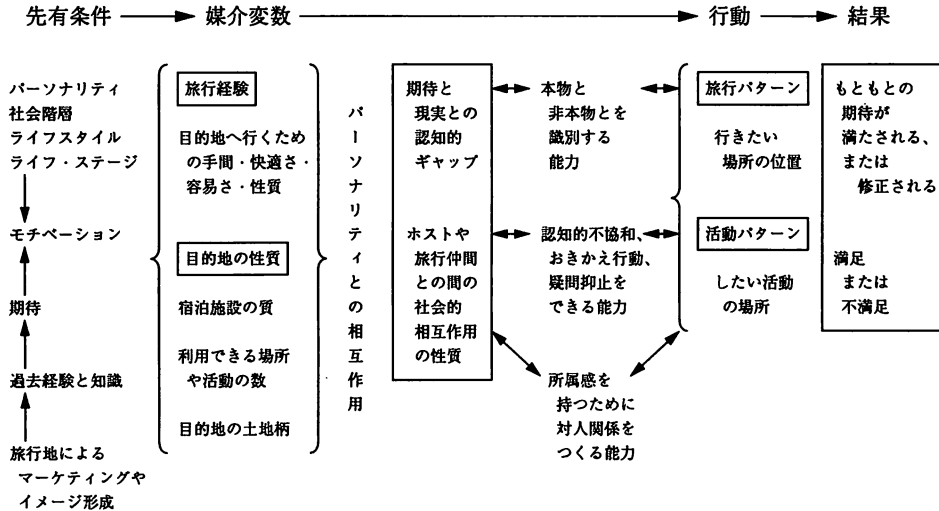 先有条件
媒介変数
行動
結果
パーソナリティ
社会階層
ライフスタイル
ライフ・ステージ
モチベーション
期待
過去経験と知識
旅行地による
マーケティングや
イメージ形成
旅行経験
目的地へ行くため
の手間・快適さ・
容易さ・性質
目的地の性質
宿泊施設の質
利用できる場所
や活動の数
目的地の土地柄
パーソナリティとの相互作用
期待と
現実との
認知的
ギャップ
ホストや
旅行仲間
との間の
社会的
相互作用
の性質
本物と
非本物とを
識別する
能力
認知的不協和、
おきかえ行動、
疑問抑止を
できる能力
所属感を
持つために
対人関係を
つくる能力
旅行パターン
行きたい
場所の位置
活動パターン
したい活動
の場所
もともとの
期待が
満たされる、
または
修正される
満足
または
不満足